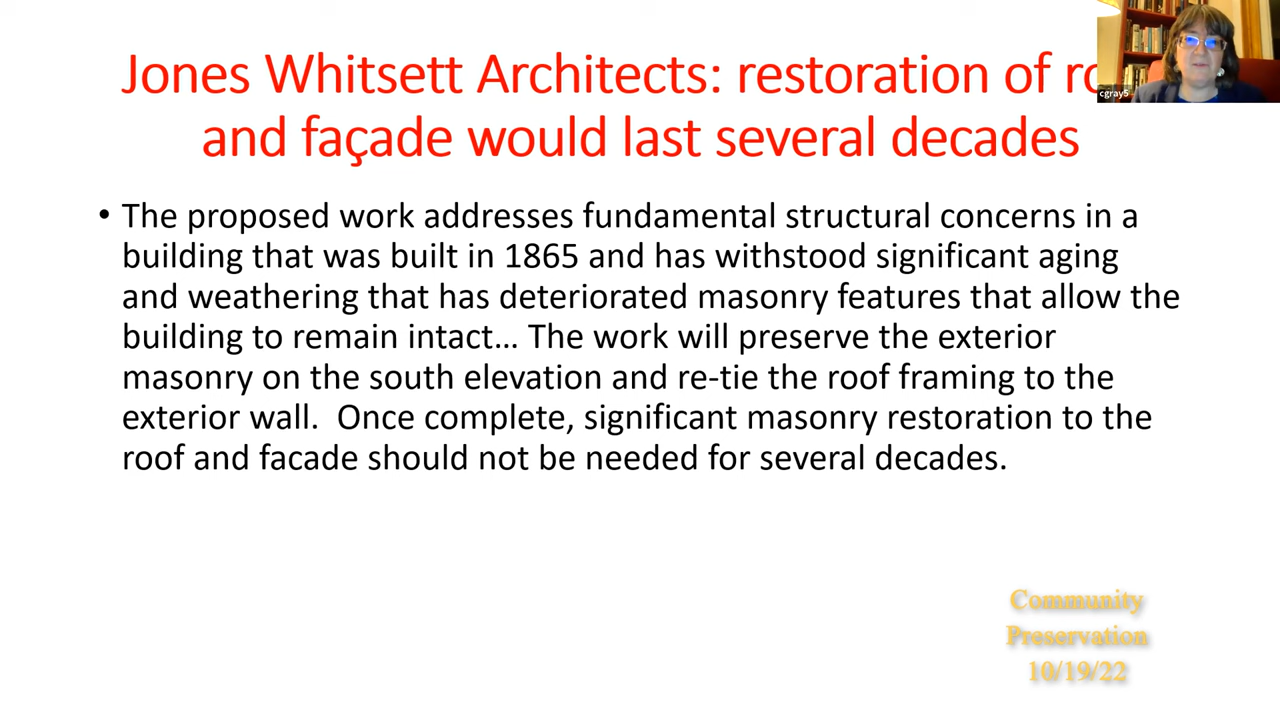 Jones Whitsett Architects: restoration of
and façade would last several decades
cgray5
• The proposed work addresses fundamental structural concerns in a
building that was built in 1865 and has withstood significant aging
and weathering that has deteriorated masonry features that allow the
building to remain intact... The work will preserve the exterior
masonry on the south elevation and re-tie the roof framing to the
exterior wall.  Once complete, significant masonry restoration to the
roof and facade should not be needed for several decades.
Community
Preservation
10/19/22